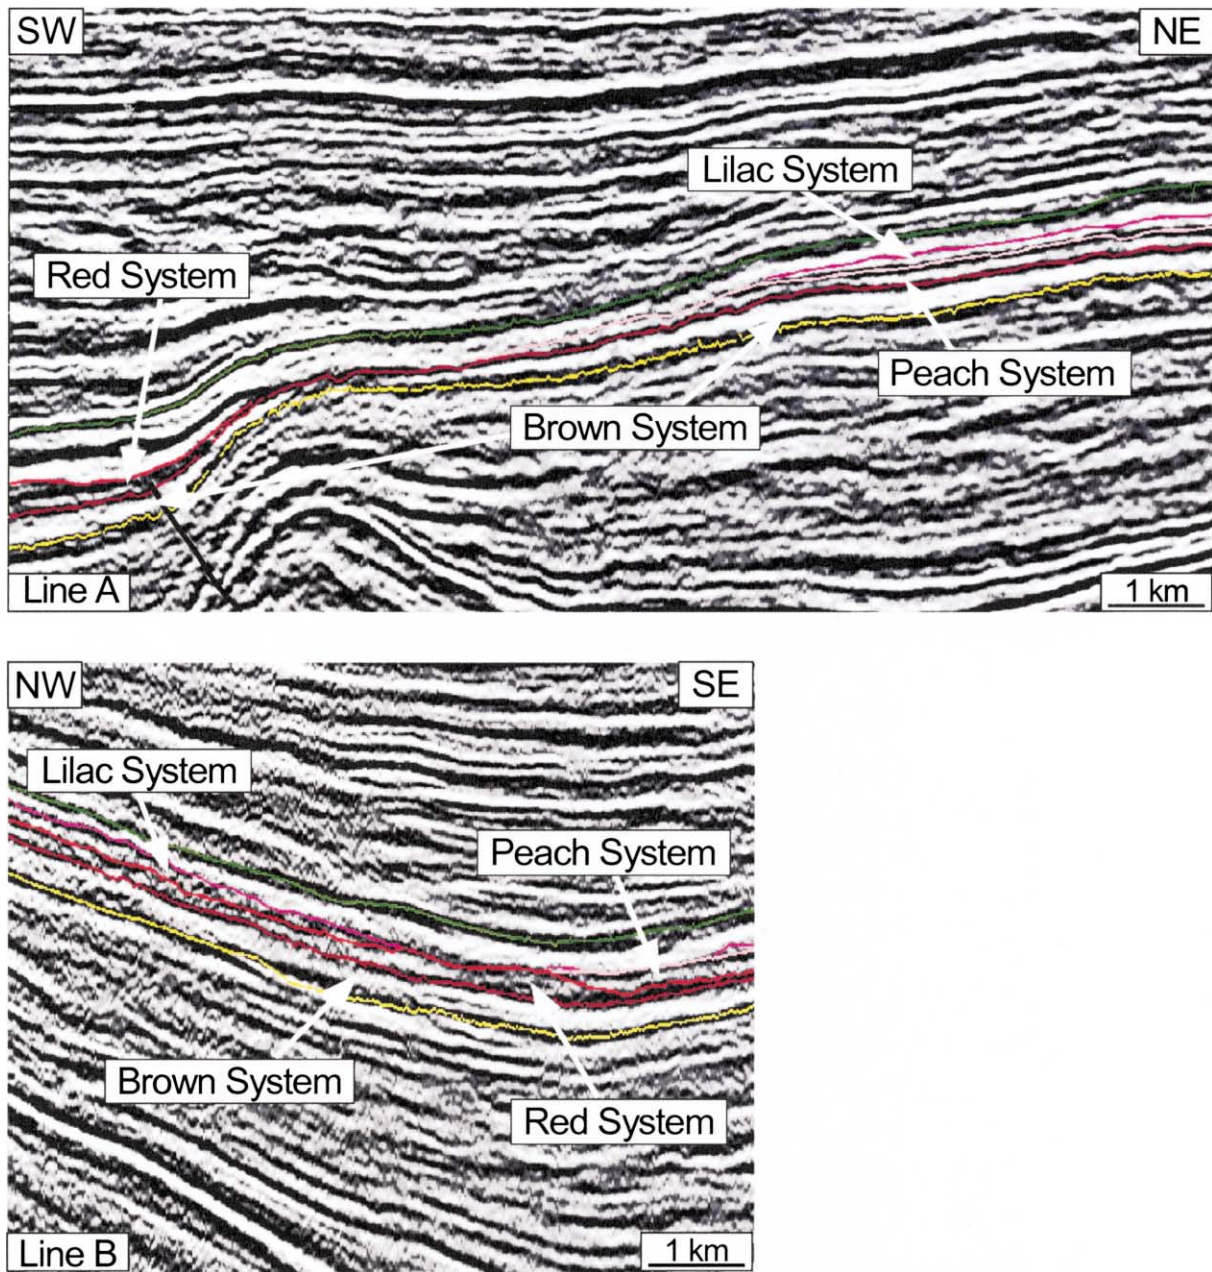 SW
NE
Lilac System
Red System
Peach System
Brown System
Line A
1 km
NW
SE
Lilac System
Peach System
Brown System
Red System
Line B
1 km